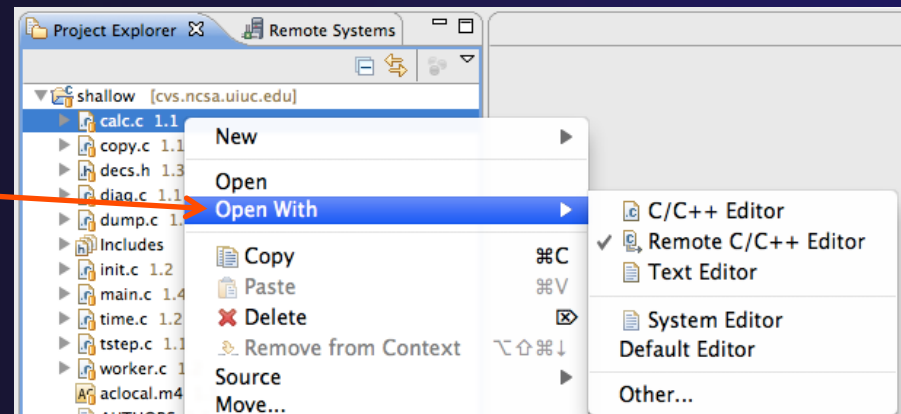 Project Explorer
Remote Systems
shallow [cvs.ncsa.uiuc.edu]
calc.c 1.1
copy.c 1.1
decs.h 1.3
diag.c 1.1
dump.c 1.
Includes
init.c 1.2
main.c 1.4
time.c 1.2
tstep.c 1.1
worker.c 1
aclocal.m4
New
Open
Open With
Copy ⌘C
Paste ⌘V
Delete ⌦
Remove from Context ⌥⇧⌘↓
Source
Move...
C/C++ Editor
✓ Remote C/C++ Editor
Text Editor
System Editor
Default Editor
Other...